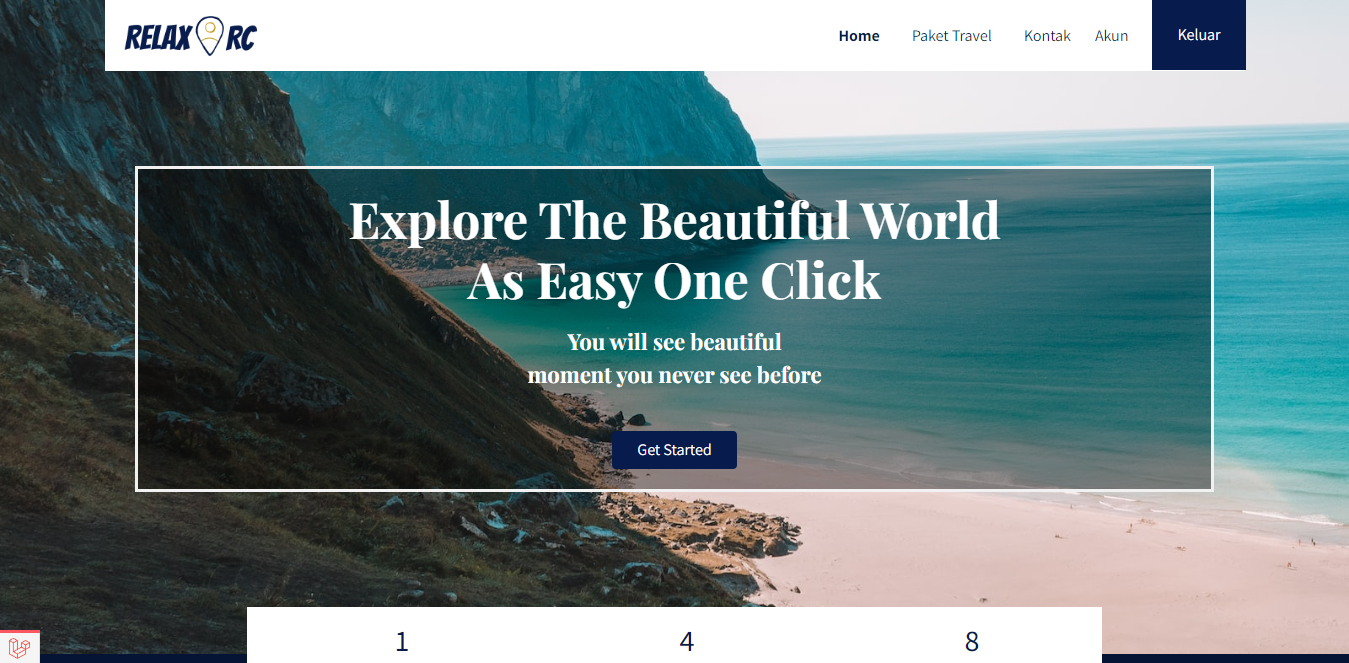 RELAX RC
Home
Paket Travel
Kontak
Akun
Keluar
Explore The Beautiful World
As Easy One Click
You will see beautiful
moment you never see before
Get Started
1
4
8